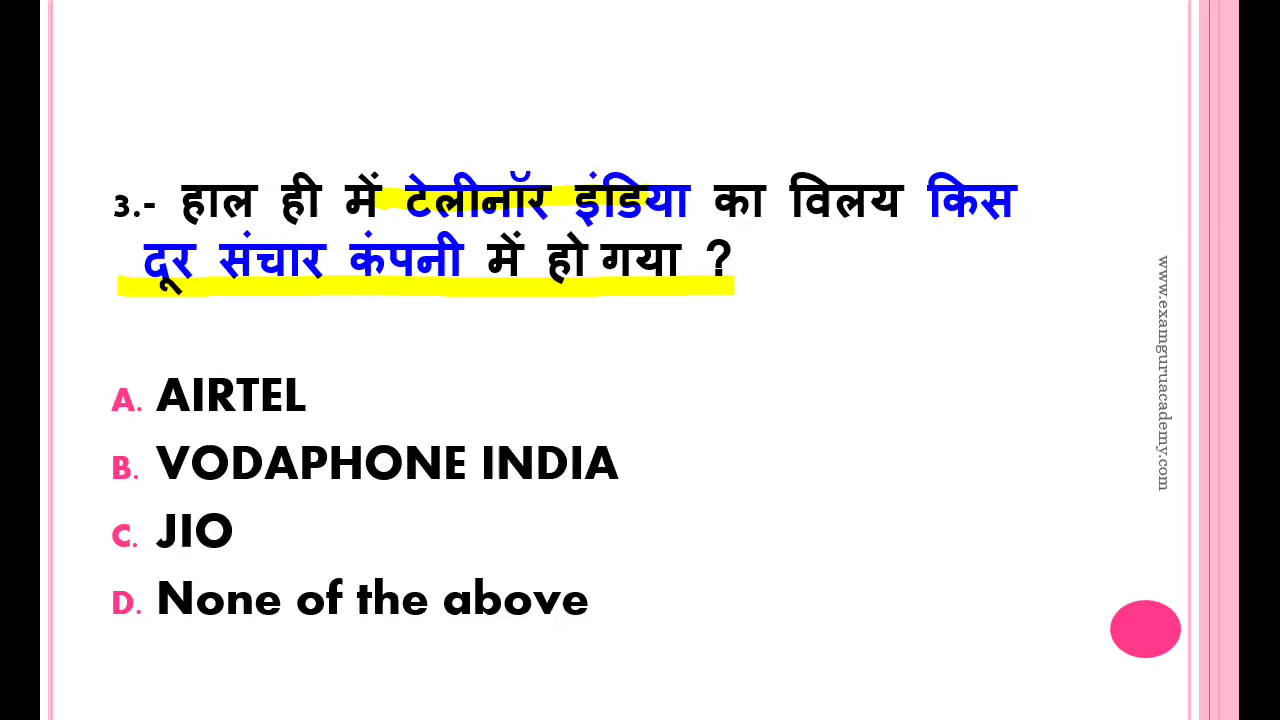 3.- हाल ही में टेलीनॉर इंडिया का विलय किस
दूर संचार कंपनी में हो गया ?
A. AIRTEL
B. VODAPHONE INDIA
C. JIO
D. None of the above
www.examguruacademy.com